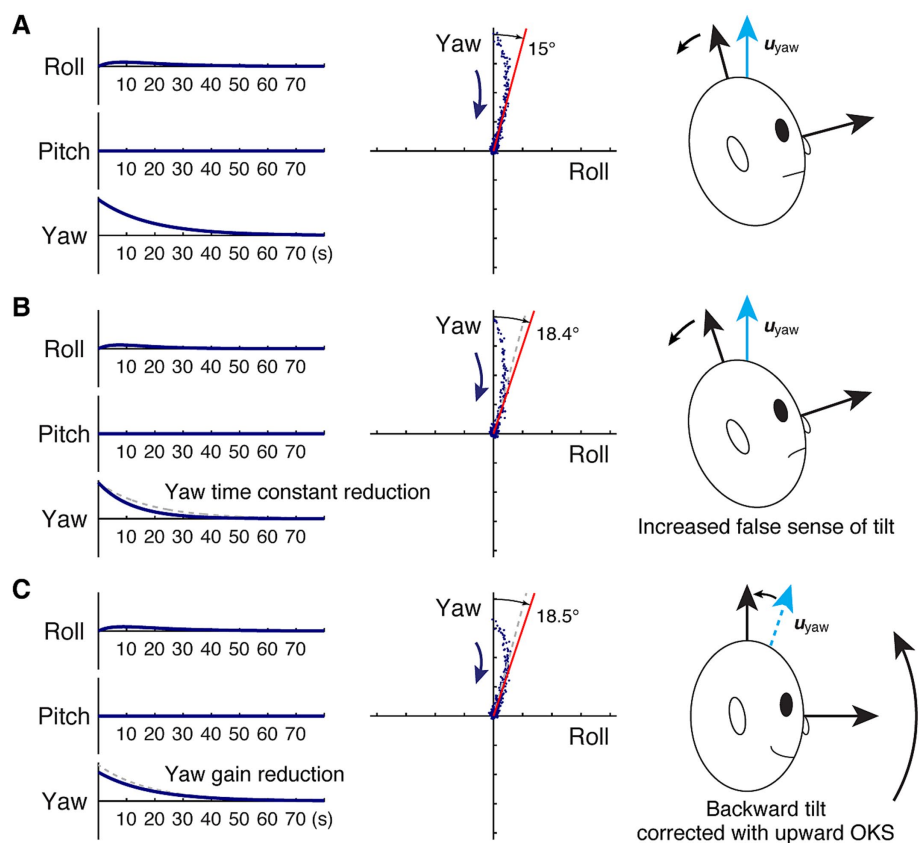 A
Roll
10 20 30 40 50 60 70
Pitch
10 20 30 40 50 60 70
Yaw
10 20 30 40 50 60 70 (s)
Yaw
15°
Roll
uyaw
B
Roll
10 20 30 40 50 60 70
Pitch
10 20 30 40 50 60 70
Yaw time constant reduction
Yaw
10 20 30 40 50 60 70
Yaw
18.4°
Roll
uyaw
Increased false sense of tilt
C
Roll
10 20 30 40 50 60 70
Pitch
10 20 30 40 50 60 70
Yaw gain reduction
Yaw
10 20 30 40 50 60 70 (s)
Yaw
18.5°
Roll
uyaw
Backward tilt
corrected with upward OKS